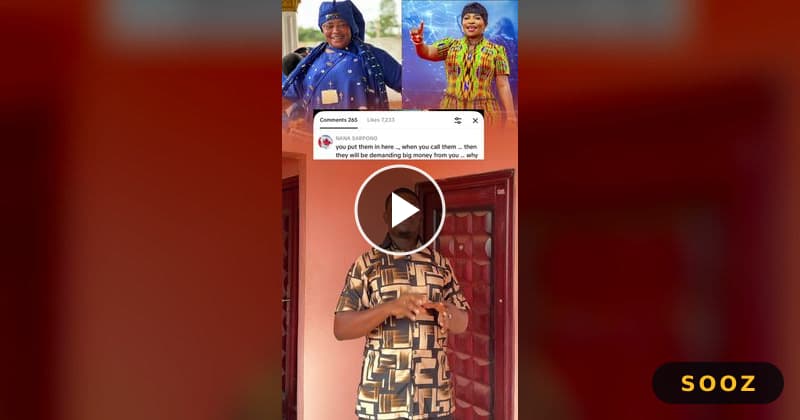 Comments 265 Likes 7,233
NANA SARPONG
you put them in here .., when you call them ... then
they will be demanding big money from you ... why
SOOZ